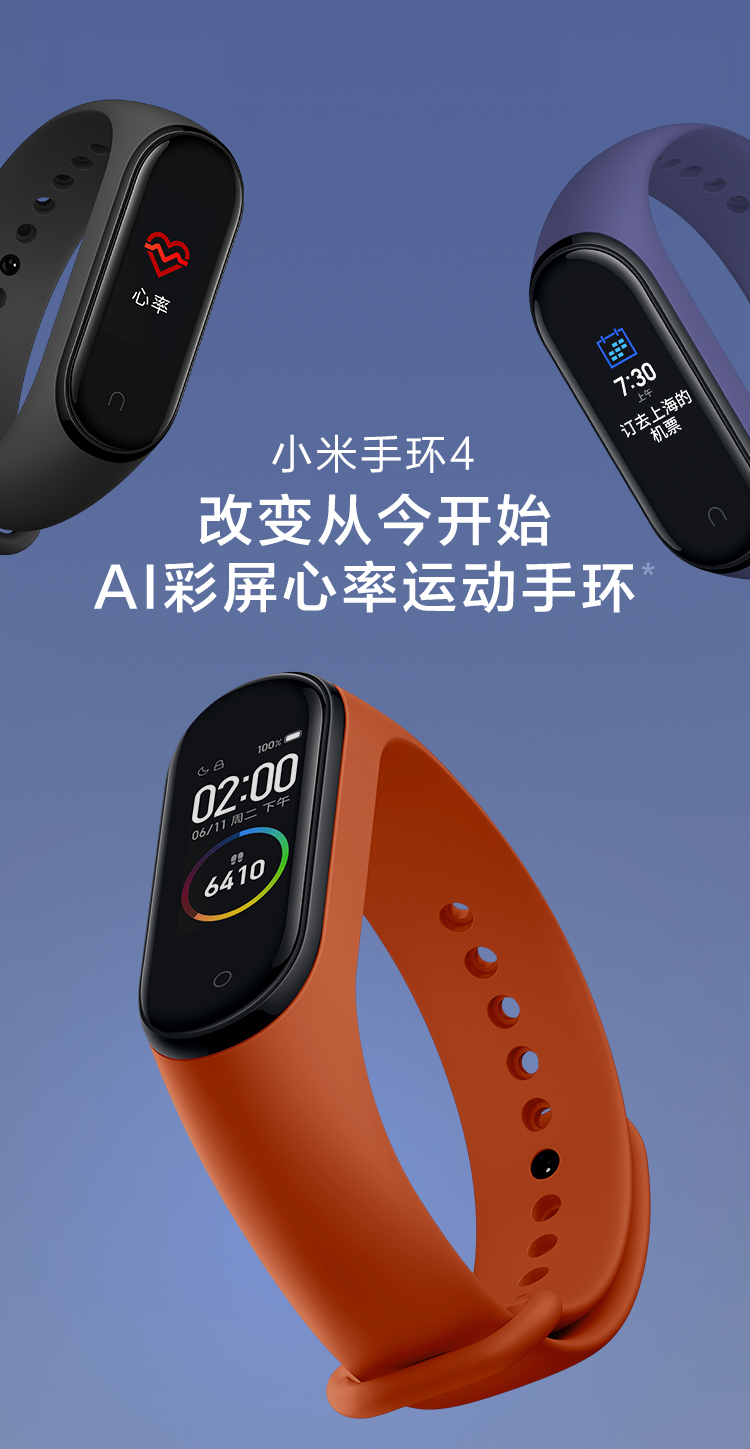 心率
7:30
上午
订去上海的
机票
小米手环4
改变从今开始
AI彩屏心率运动手环*
100%
02:00
06/11 周二 下午
6410